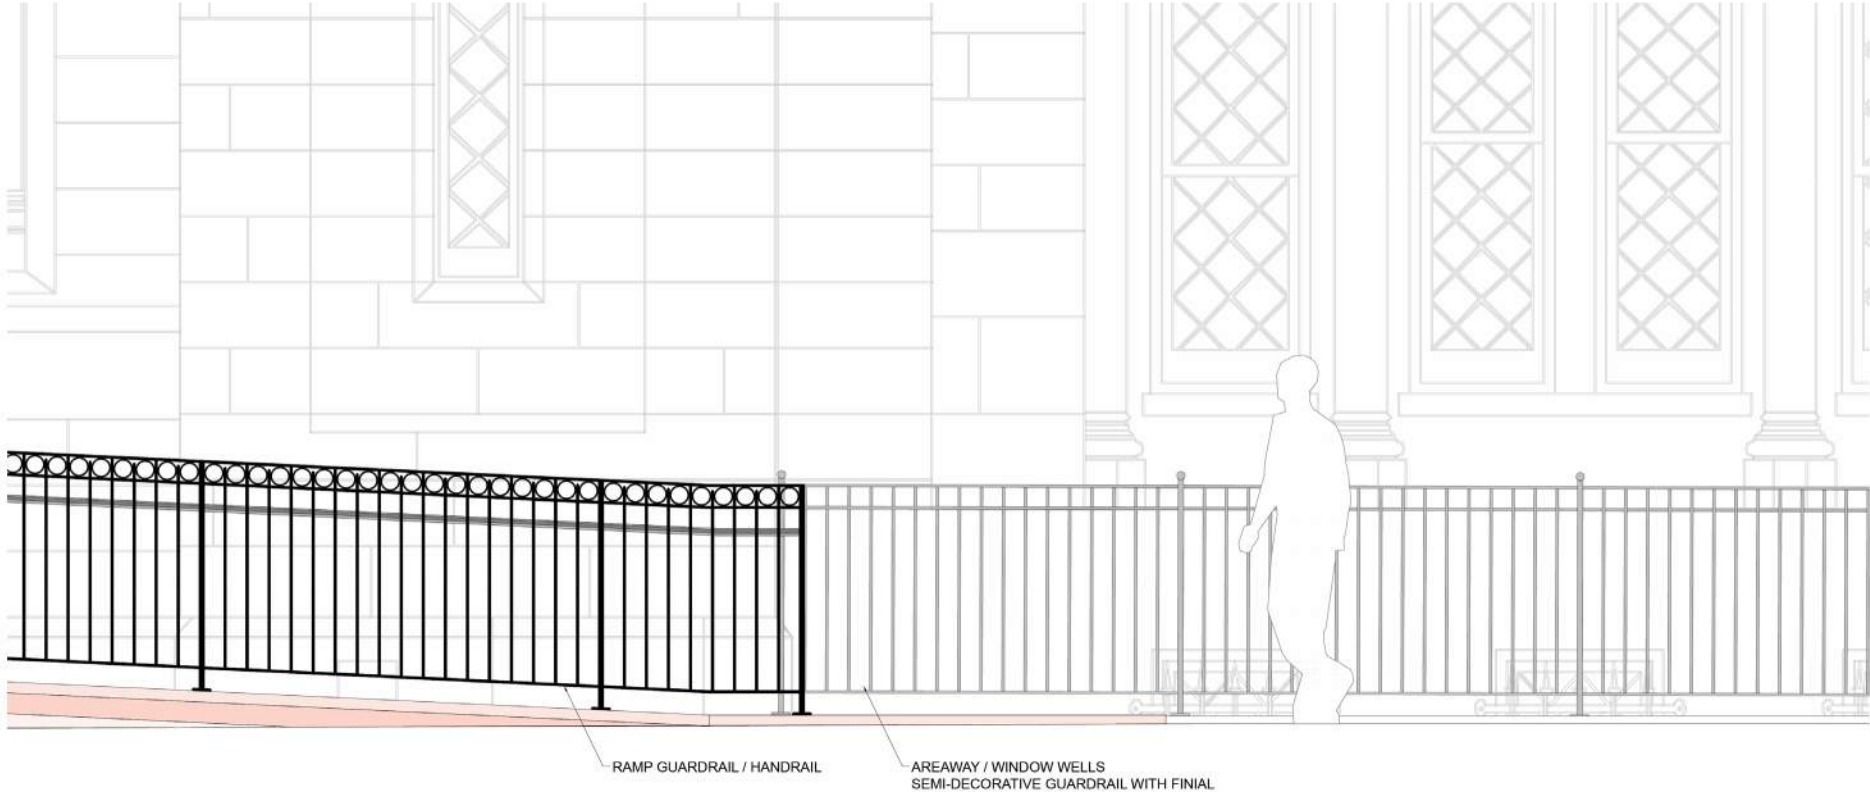 RAMP GUARDRAIL / HANDRAIL
AREAWAY / WINDOW WELLS
SEMI-DECORATIVE GUARDRAIL WITH FINIAL